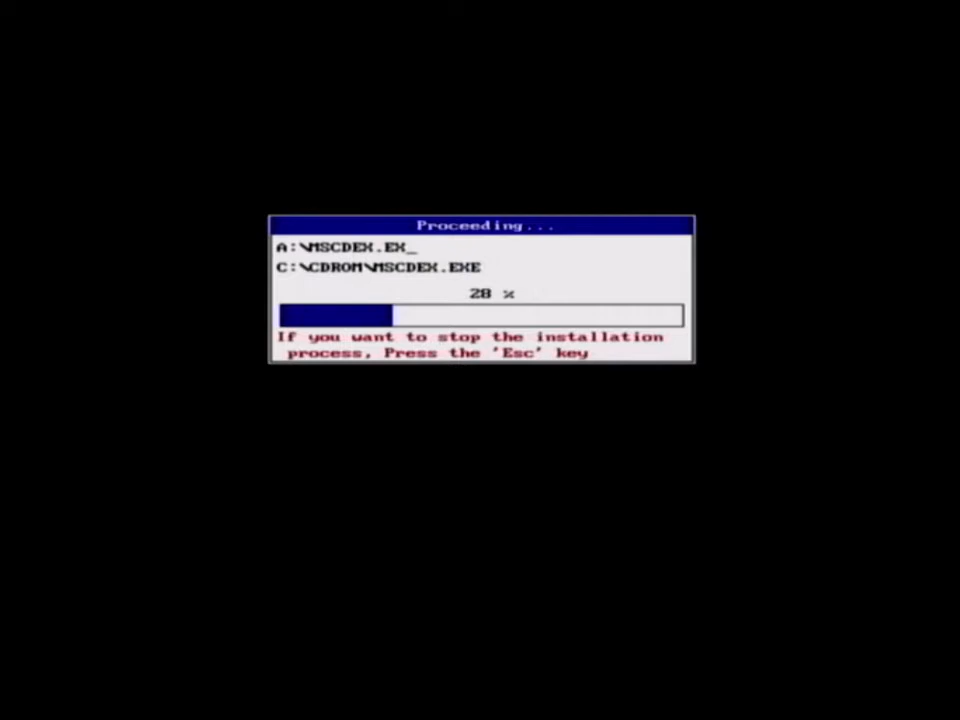 Proceeding...
A:\MSCDEX.EX_
C:\CDROM\MSCDEX.EXE
28 %
If you want to stop the installation
process, Press the 'Esc' key